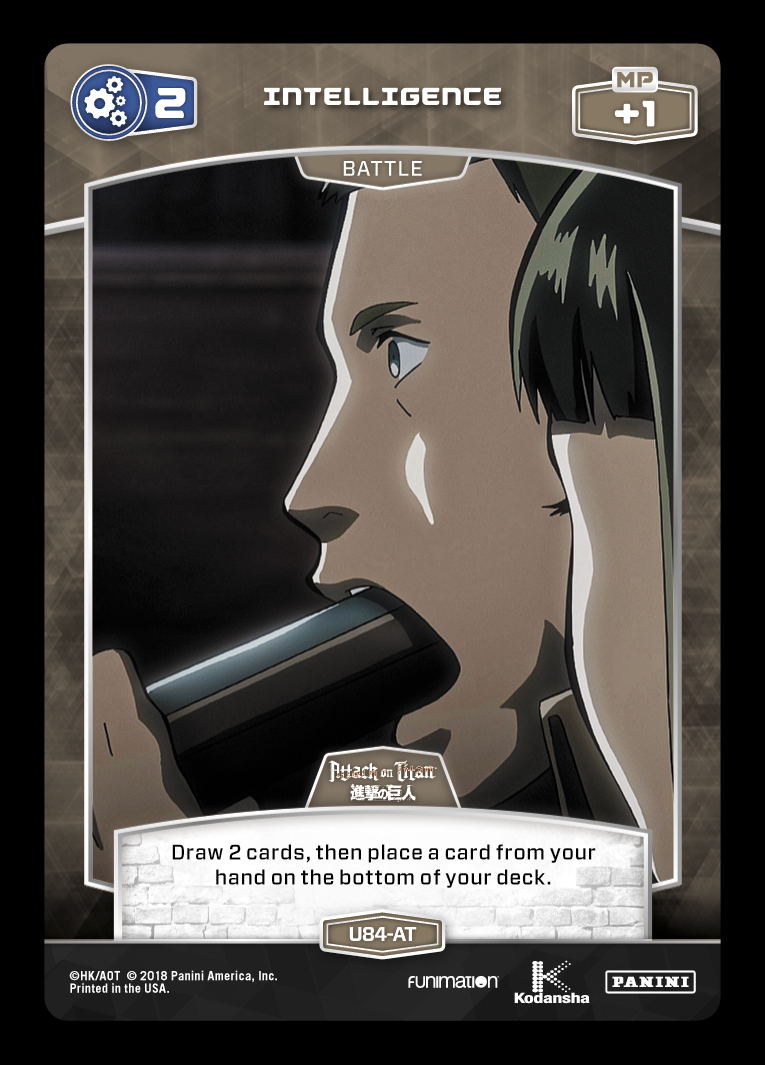 2
INTELLIGENCE
MP
+1
BATTLE
Attack on Titan
進撃の巨人
Draw 2 cards, then place a card from your
hand on the bottom of your deck.
U84-AT
©HK/AOT © 2018 Panini America, Inc.
Printed in the USA.
FUNIMATION
K
Kodansha
PANINI